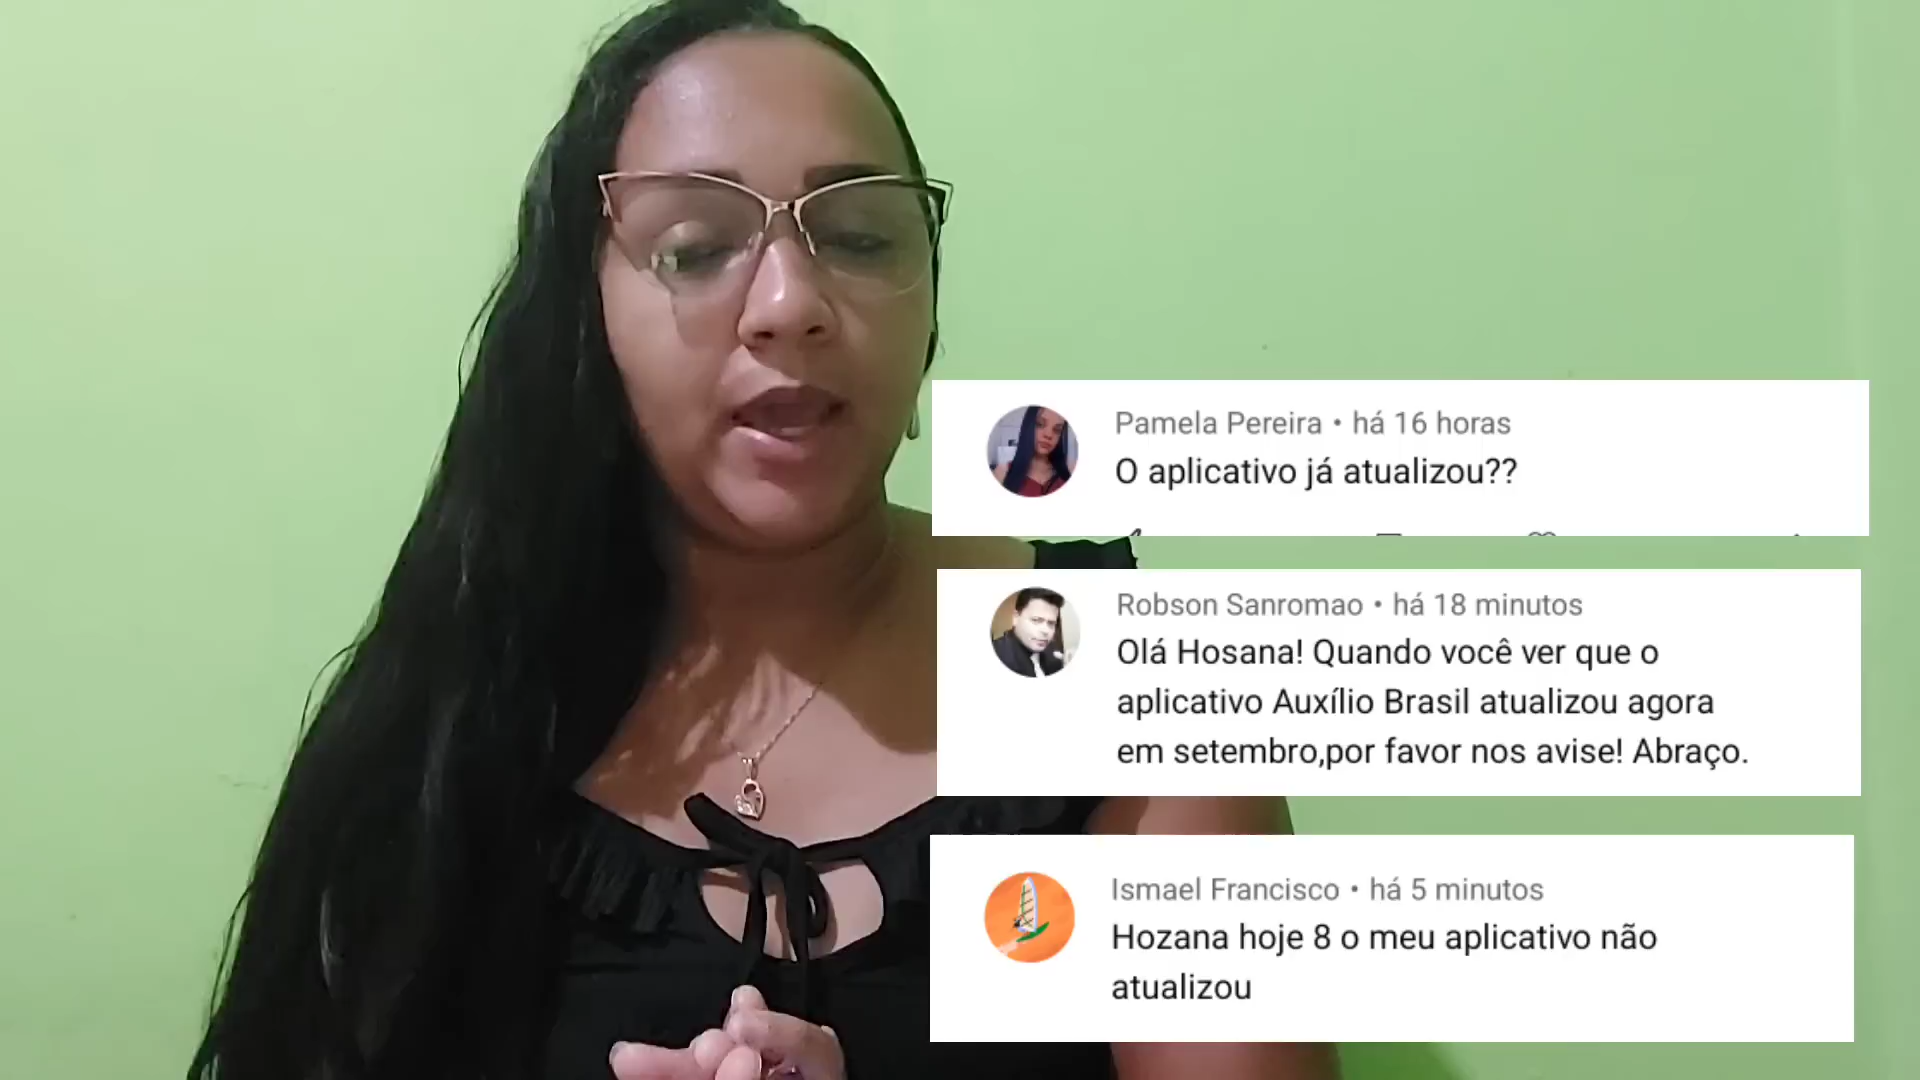 Pamela Pereira • há 16 horas
O aplicativo já atualizou??
Robson Sanromao • há 18 minutos
Olá Hosana! Quando você ver que o
aplicativo Auxílio Brasil atualizou agora
em setembro,por favor nos avise! Abraço.
Ismael Francisco • há 5 minutos
Hozana hoje 8 o meu aplicativo não
atualizou